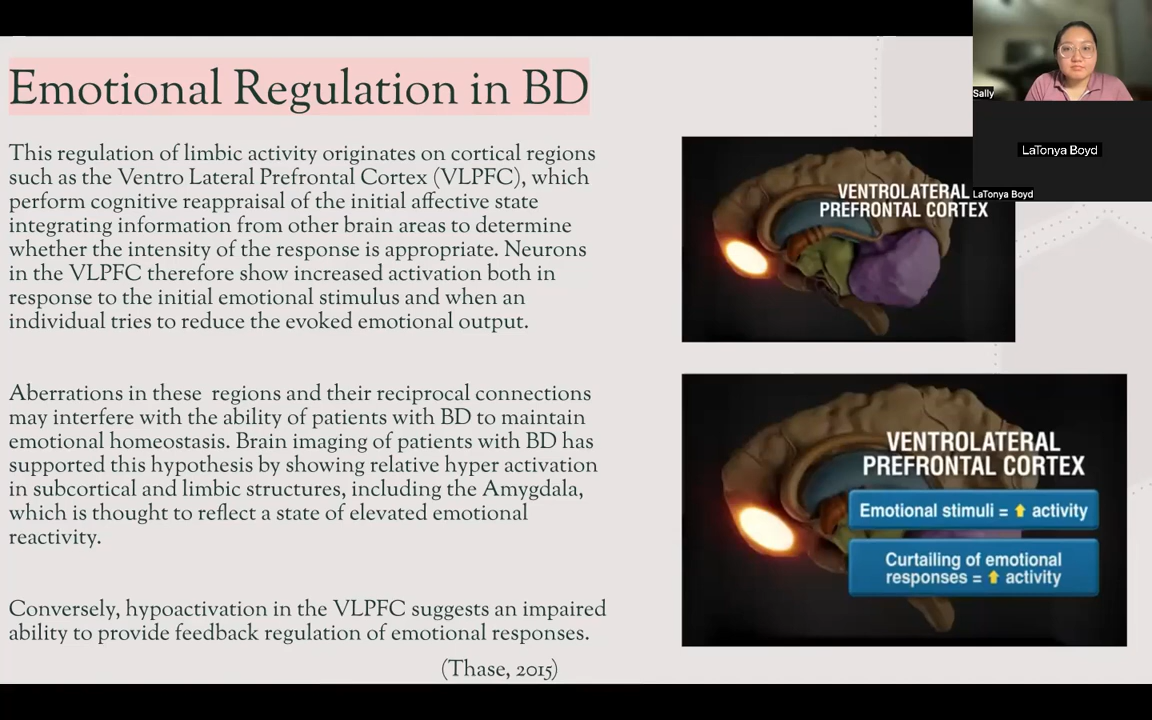 Emotional Regulation in BD
This regulation of limbic activity originates on cortical regions
such as the Ventro Lateral Prefrontal Cortex (VLPFC), which
perform cognitive reappraisal of the initial affective state
integrating information from other brain areas to determine
whether the intensity of the response is appropriate. Neurons
in the VLPFC therefore show increased activation both in
response to the initial emotional stimulus and when an
individual tries to reduce the evoked emotional output.
Aberrations in these regions and their reciprocal connections
may interfere with the ability of patients with BD to maintain
emotional homeostasis. Brain imaging of patients with BD has
supported this hypothesis by showing relative hyper activation
in subcortical and limbic structures, including the Amygdala,
which is thought to reflect a state of elevated emotional
reactivity.
Conversely, hypoactivation in the VLPFC suggests an impaired
ability to provide feedback regulation of emotional responses.
(Thase, 2015)
Sally
LaTonya Boyd
LaTonya Boyd
VENTROLATERAL
PREFRONTAL CORTEX
VENTROLATERAL
PREFRONTAL CORTEX
Emotional stimuli = ⬆ activity
Curtailing of emotional
responses = ⬆ activity